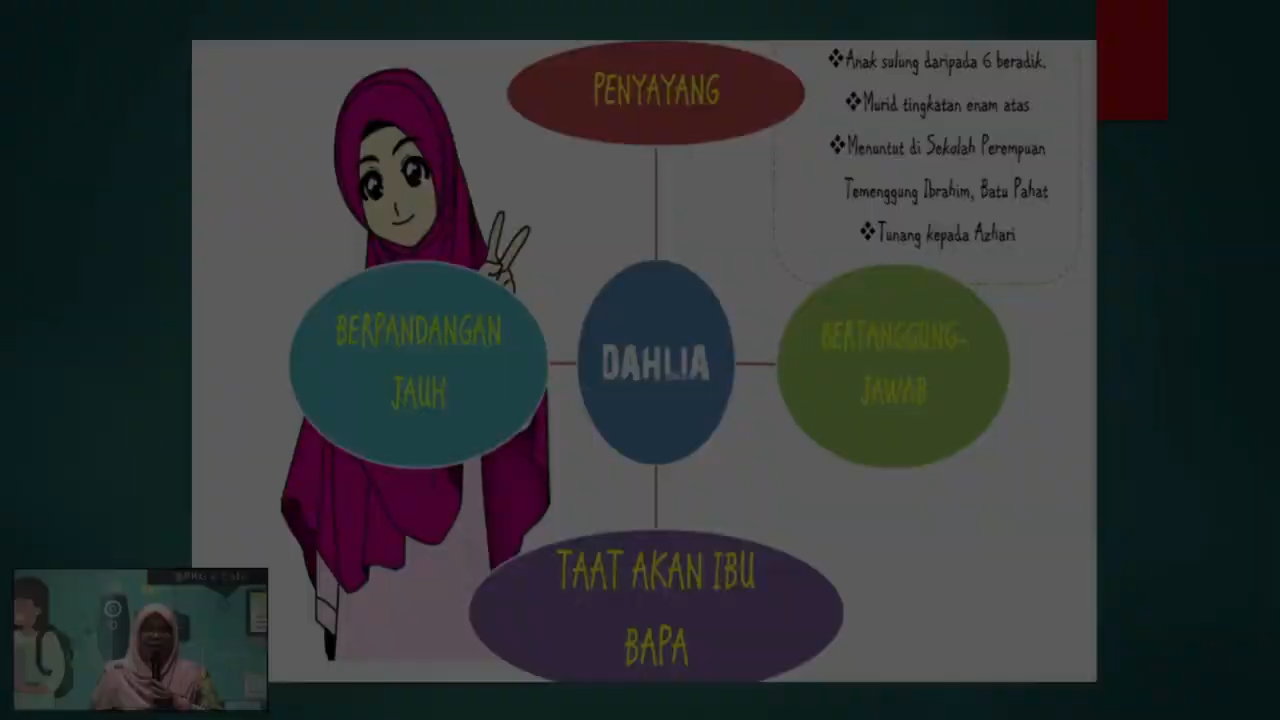 PENYAYANG
❖Anak sulung daripada 6 beradik.
❖Murid tingkatan enam atas
❖Menuntut di Sekolah Perempuan
Temenggung Ibrahim, Batu Pahat
❖Tunang kepada Azhari
BERPANDANGAN
JAUH
DAHLIA
BERTANGGUNG-
JAWAB
TAAT AKAN IBU
BAPA